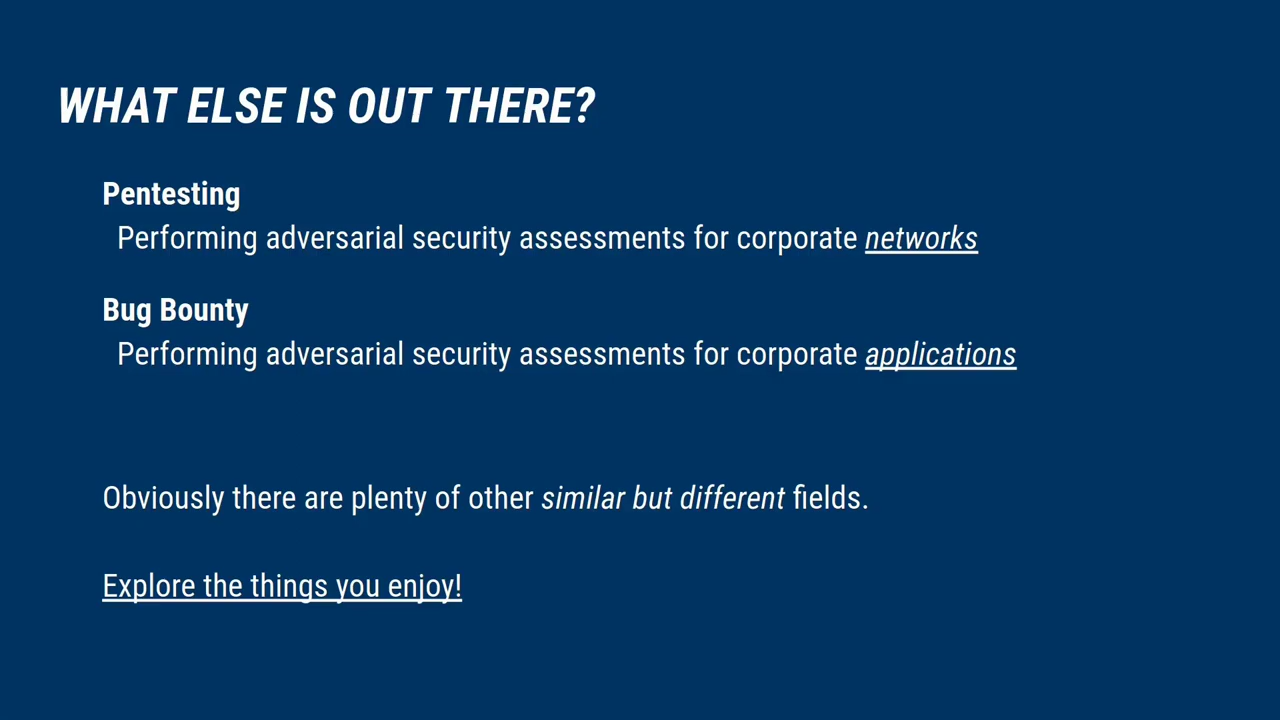 WHAT ELSE IS OUT THERE?
Pentesting
Performing adversarial security assessments for corporate networks
Bug Bounty
Performing adversarial security assessments for corporate applications
Obviously there are plenty of other similar but different fields.
Explore the things you enjoy!